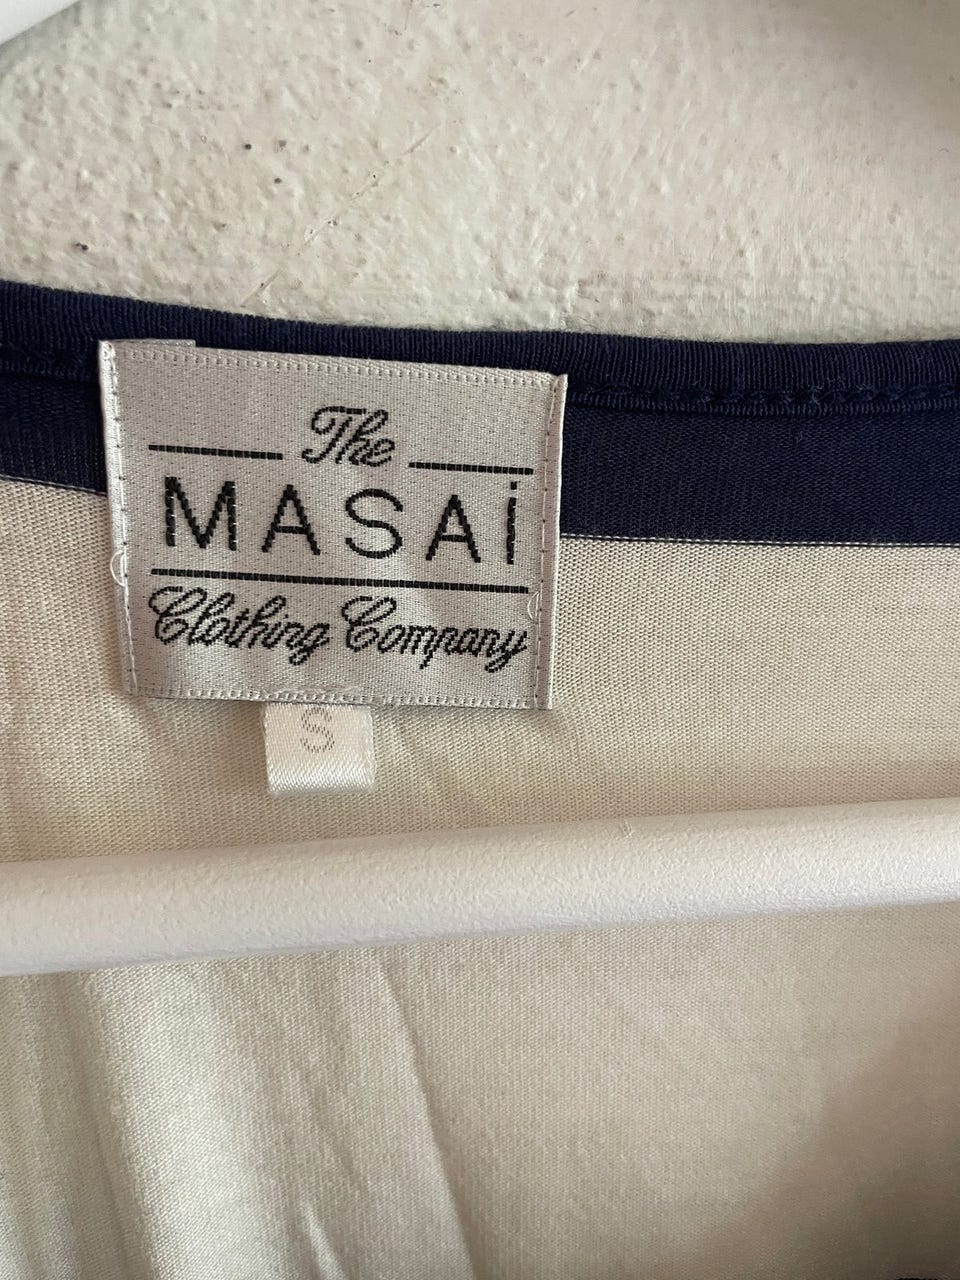 The
MASAi
Clothing Company
S